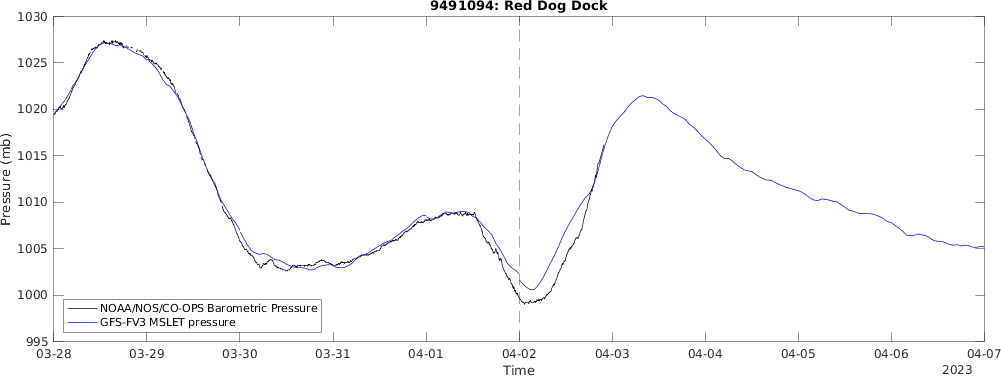 9491094: Red Dog Dock
Pressure (mb)
1030
1025
1020
1015
1010
1005
1000
995
NOAA/NOS/CO-OPS Barometric Pressure
GFS-FV3 MSLET pressure
03-28 03-29 03-30 03-31 04-01 04-02 04-03 04-04 04-05 04-06 04-07
Time
2023